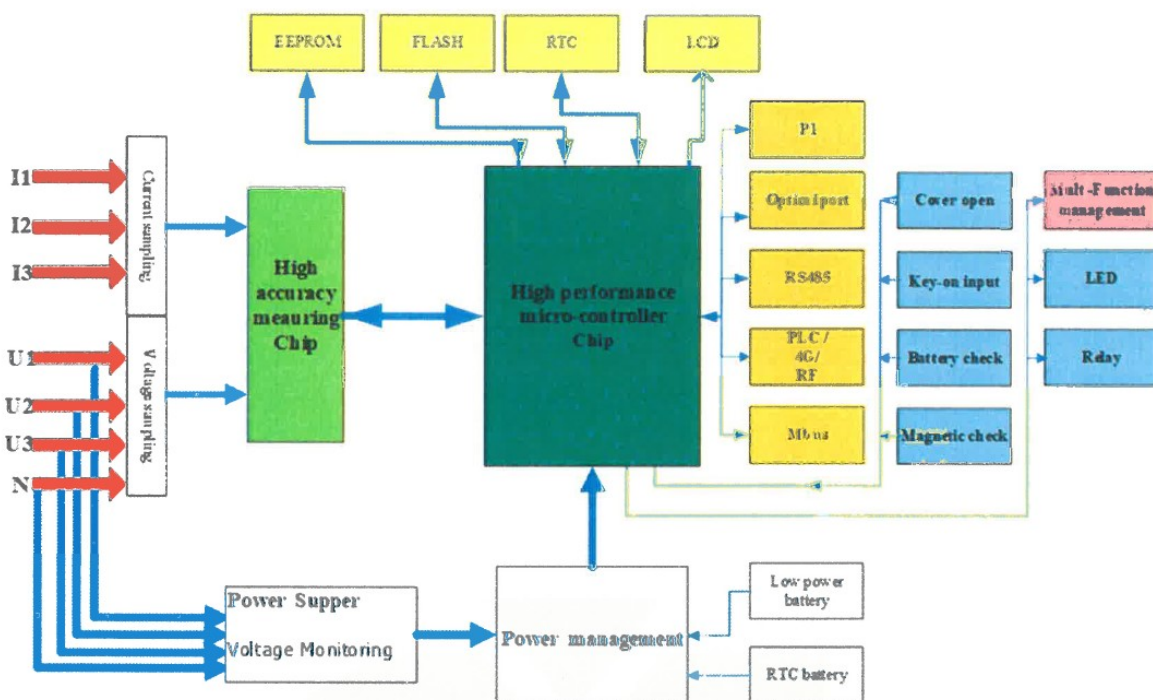 EEPROM
FLASH
RTC
LCD
P1
Optimiport
RS485
PLC /
4G/
RF
Mbus
Cover open
Key-on input
Battery check
Magnetic check
Mult-Function
management
LED
Relay
I1
I2
I3
Current sampling
U1
U2
U3
N
Voltage sampling
High
accuracy
meauring
Chip
High performance
micro-controller
Chip
Power Supper
Voltage Monitoring
Power management
Low power
battery
RTC battery